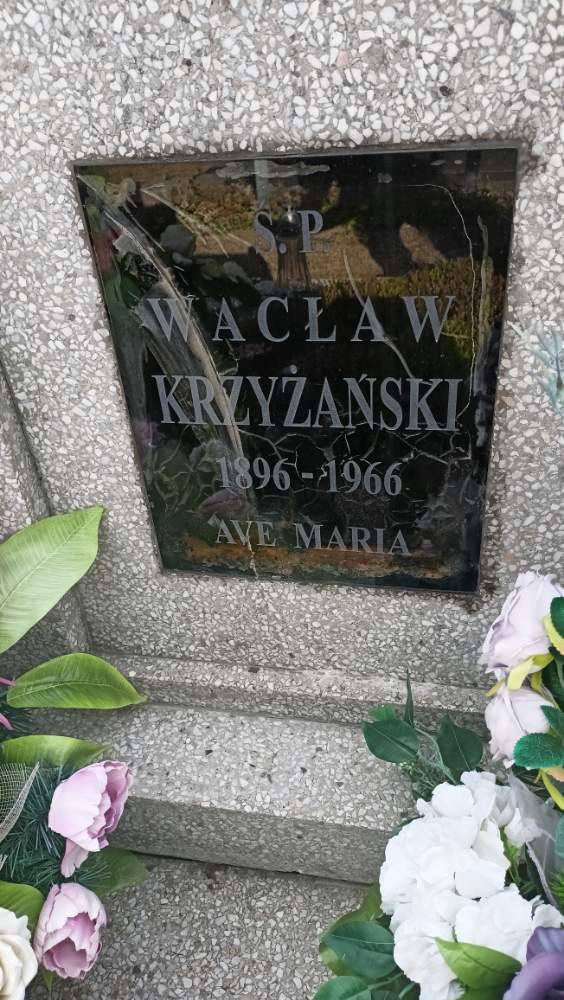 Ś. P.
WACŁAW
KRZYŻAŃSKI
1896 - 1966
AVE MARIA